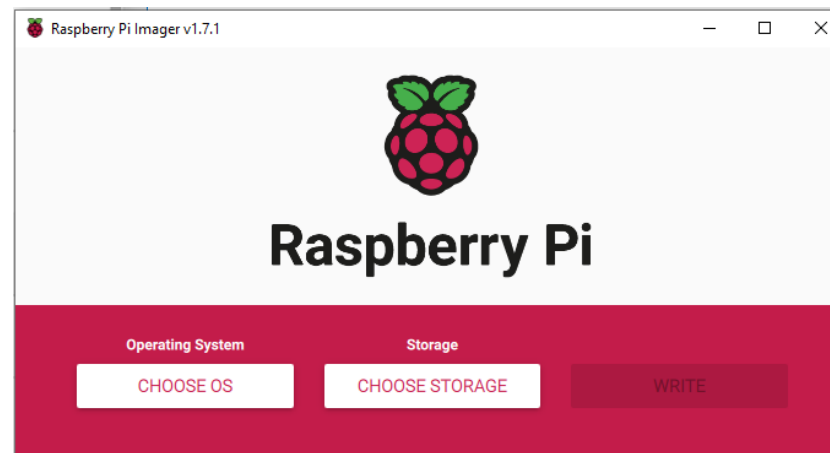 Raspberry Pi Imager v1.7.1
Raspberry Pi
Operating System
Storage
CHOOSE OS
CHOOSE STORAGE
WRITE